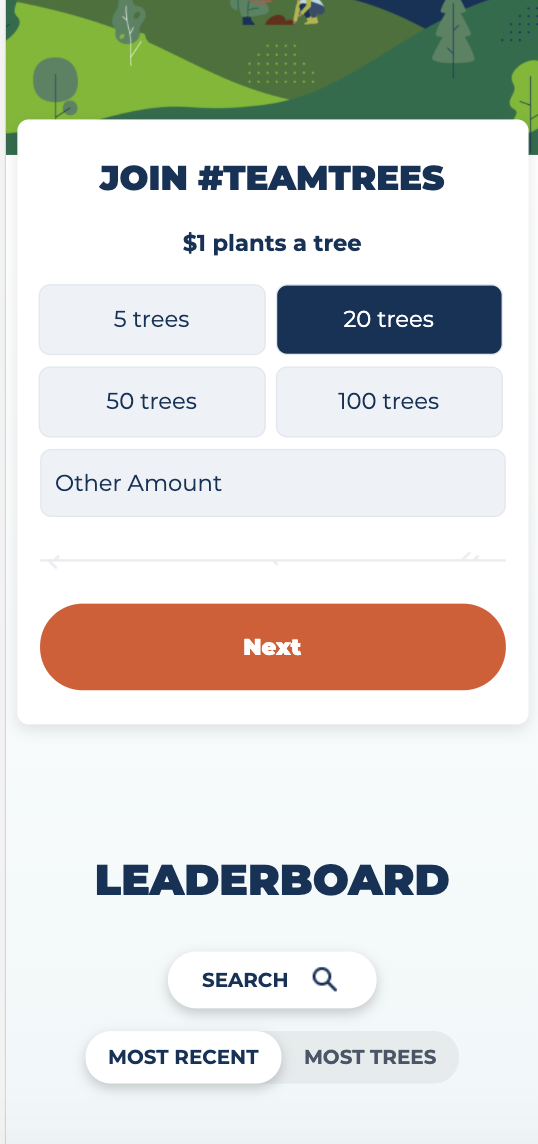 JOIN #TEAMTREES
$1 plants a tree
5 trees
20 trees
50 trees
100 trees
Other Amount
Next
LEADERBOARD
SEARCH
MOST RECENT
MOST TREES